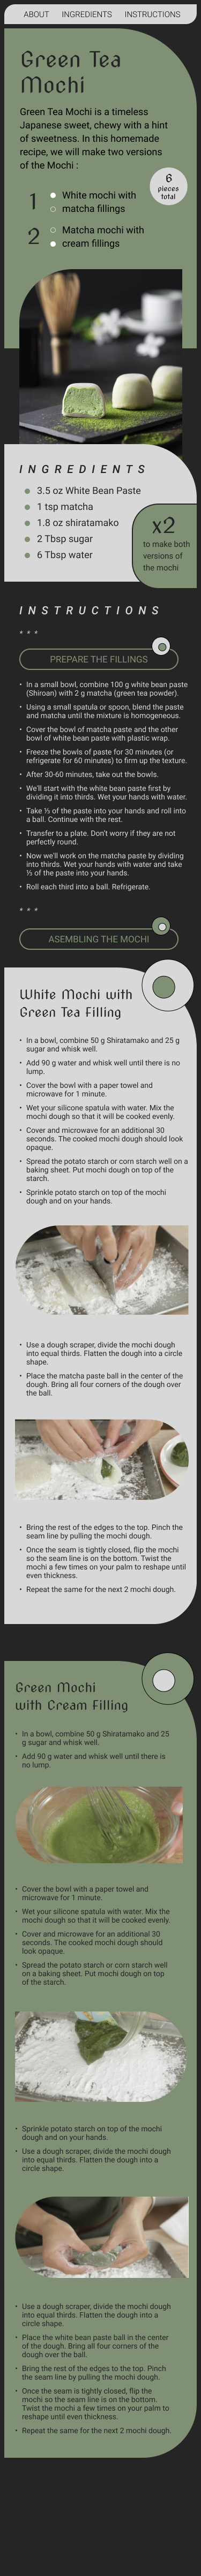 ABOUT INGREDIENTS INSTRUCTIONS
Green Tea
Mochi
Green Tea Mochi is a timeless
Japanese sweet, chewy with a hint
of sweetness. In this homemade
recipe, we will make two versions
of the Mochi :
6
pieces
total
1
White mochi with
matcha fillings
2
Matcha mochi with
cream fillings
INGREDIENTS
3.5 oz White Bean Paste
1 tsp matcha
1.8 oz shiratamako
2 Tbsp sugar
6 Tbsp water
x2
to make both
versions of
the mochi
INSTRUCTIONS
PREPARE THE FILLINGS
• In a small bowl, combine 100 g white bean paste
(Shiroan) with 2 g matcha (green tea powder).
• Using a small spatula or spoon, blend the paste
and matcha until the mixture is homogeneous.
• Cover the bowl of matcha paste and the other
bowl of white bean paste with plastic wrap.
• Freeze the bowls of paste for 30 minutes (or
refrigerate for 60 minutes) to firm up the texture.
• After 30-60 minutes, take out the bowls.
• We'll start with the white bean paste first by
dividing it into thirds. Wet your hands with water.
• Take ⅓ of the paste into your hands and roll into
a ball. Continue with the rest.
• Transfer to a plate. Don't worry if they are not
perfectly round.
• Now we'll work on the matcha paste by dividing
into thirds. Wet your hands with water and take
⅓ of the paste into your hands.
• Roll each third into a ball. Refrigerate.
ASEMBLING THE MOCHI
White Mochi with
Green Tea Filling
• In a bowl, combine 50 g Shiratamako and 25 g
sugar and whisk well.
• Add 90 g water and whisk well until there is no
lump.
• Cover the bowl with a paper towel and
microwave for 1 minute.
• Wet your silicone spatula with water. Mix the
mochi dough so that it will be cooked evenly.
• Cover and microwave for an additional 30
seconds. The cooked mochi dough should look
opaque.
• Spread the potato starch or corn starch well on a
baking sheet. Put mochi dough on top of the
starch.
• Sprinkle potato starch on top of the mochi
dough and on your hands.
• Use a dough scraper, divide the mochi dough
into equal thirds. Flatten the dough into a circle
shape.
• Place the matcha paste ball in the center of the
dough. Bring all four corners of the dough over
the ball.
• Bring the rest of the edges to the top. Pinch the
seam line by pulling the mochi dough.
• Once the seam is tightly closed, flip the mochi
so the seam line is on the bottom. Twist the
mochi a few times on your palm to reshape until
even thickness.
• Repeat the same for the next 2 mochi dough.
Green Mochi
with Cream Filling
• In a bowl, combine 50 g Shiratamako and 25
g sugar and whisk well.
• Add 90 g water and whisk well until there is
no lump.
• Cover the bowl with a paper towel and
microwave for 1 minute.
• Wet your silicone spatula with water. Mix the
mochi dough so that it will be cooked evenly.
• Cover and microwave for an additional 30
seconds. The cooked mochi dough should
look opaque.
• Spread the potato starch or corn starch well
on a baking sheet. Put mochi dough on top
of the starch.
• Sprinkle potato starch on top of the mochi
dough and on your hands.
• Use a dough scraper, divide the mochi dough
into equal thirds. Flatten the dough into a
circle shape.
• Use a dough scraper, divide the mochi dough
into equal thirds. Flatten the dough into a
circle shape.
• Place the white bean paste ball in the center
of the dough. Bring all four corners of the
dough over the ball.
• Bring the rest of the edges to the top. Pinch
the seam line by pulling the mochi dough.
• Once the seam is tightly closed, flip the
mochi so the seam line is on the bottom.
Twist the mochi a few times on your palm to
reshape until even thickness.
• Repeat the same for the next 2 mochi dough.